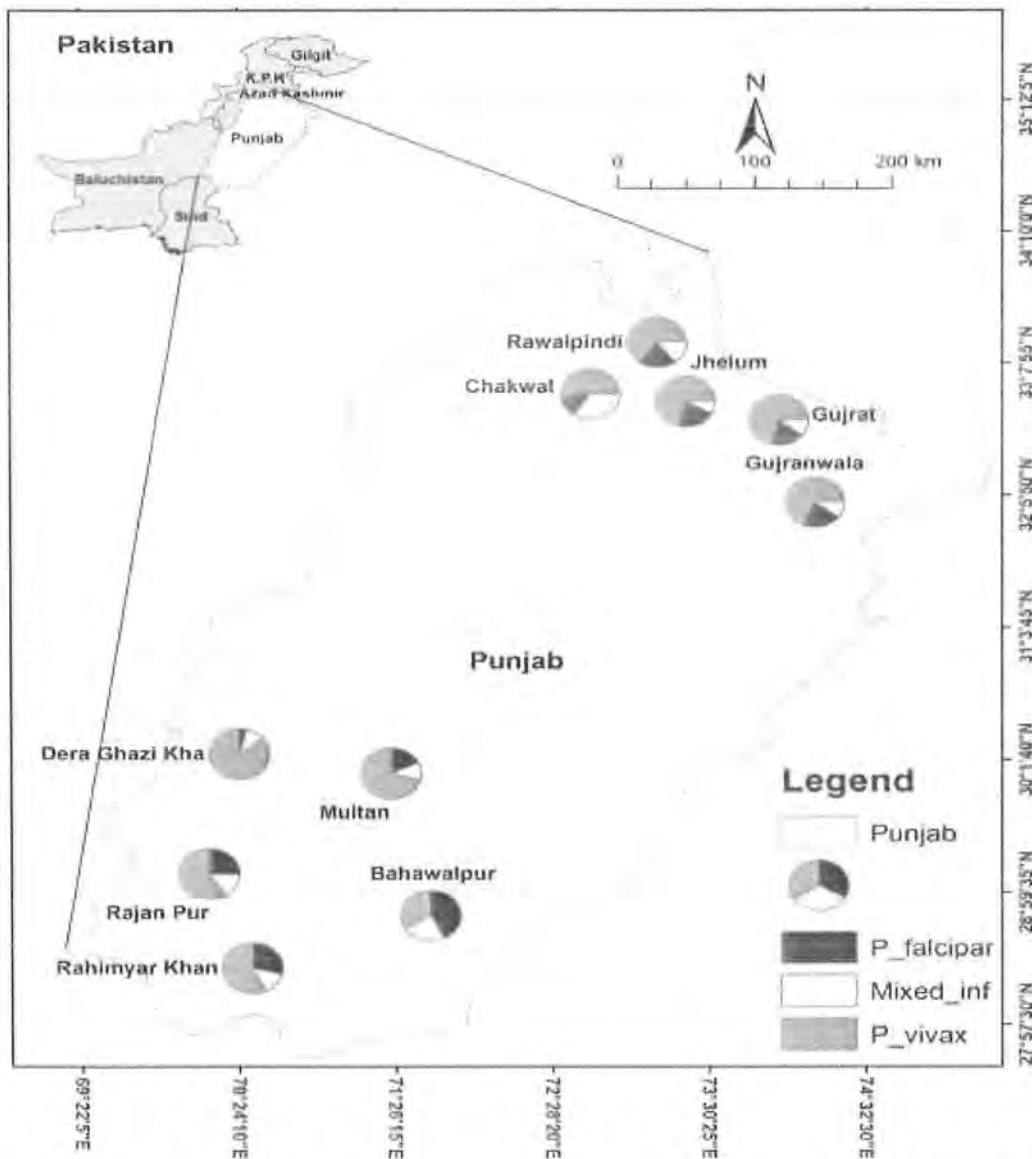 Pakistan
Gilgit
K.P.K
Azad Kashmir
Punjab
Baluchistan
Sind
N
0 100 200 km
35°12'5"N
34°10'0"N
33°7'55"N
32°5'50"N
31°3'45"N
30°1'40"N
28°59'35"N
27°57'30"N
Rawalpindi
Jhelum
Chakwal
Gujrat
Gujranwala
Punjab
Dera Ghazi Kha
Multan
Bahawalpur
Rajan Pur
Rahimyar Khan
Legend
Punjab
P_falcipar
Mixed_inf
P_vivax
69°22'5"E
70°24'10"E
71°26'15"E
72°28'20"E
73°30'25"E
74°32'30"E